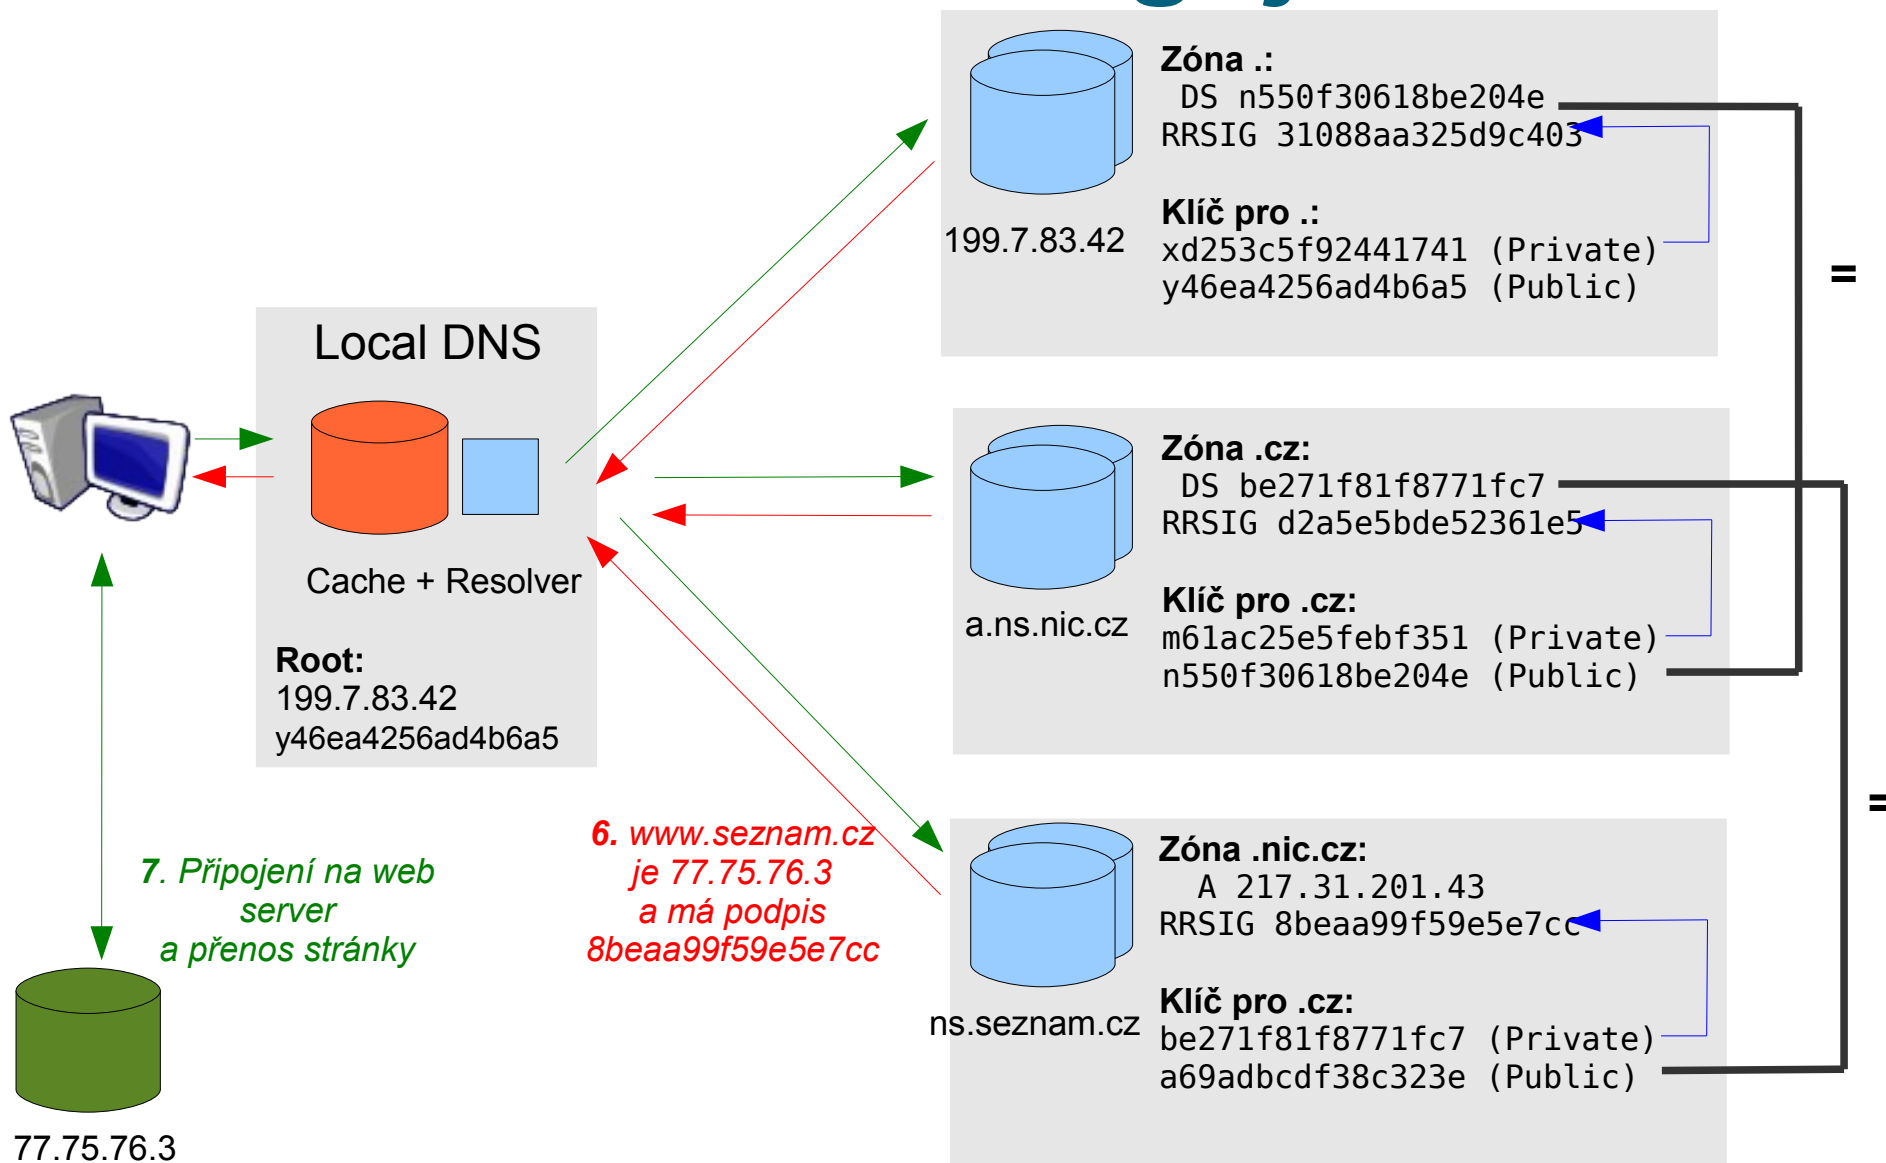 Zóna .:
DS n550f30618be204e
RRSIG 31088aa325d9c403
Klíč pro .:
xd253c5f92441741 (Private)
y46ea4256ad4b6a5 (Public)
199.7.83.42
=
Local DNS
Cache + Resolver
Root:
199.7.83.42
y46ea4256ad4b6a5
Zóna .cz:
DS be271f81f8771fc7
RRSIG d2a5e5bde52361e5
Klíč pro .cz:
m61ac25e5febf351 (Private)
n550f30618be204e (Public)
a.ns.nic.cz
=
6. www.seznam.cz
je 77.75.76.3
a má podpis
8beaa99f59e5e7cc
7. Připojení na web
server
a přenos stránky
77.75.76.3
Zóna .nic.cz:
A 217.31.201.43
RRSIG 8beaa99f59e5e7cc
Klíč pro .cz:
be271f81f8771fc7 (Private)
a69adbcdf38c323e (Public)
ns.seznam.cz